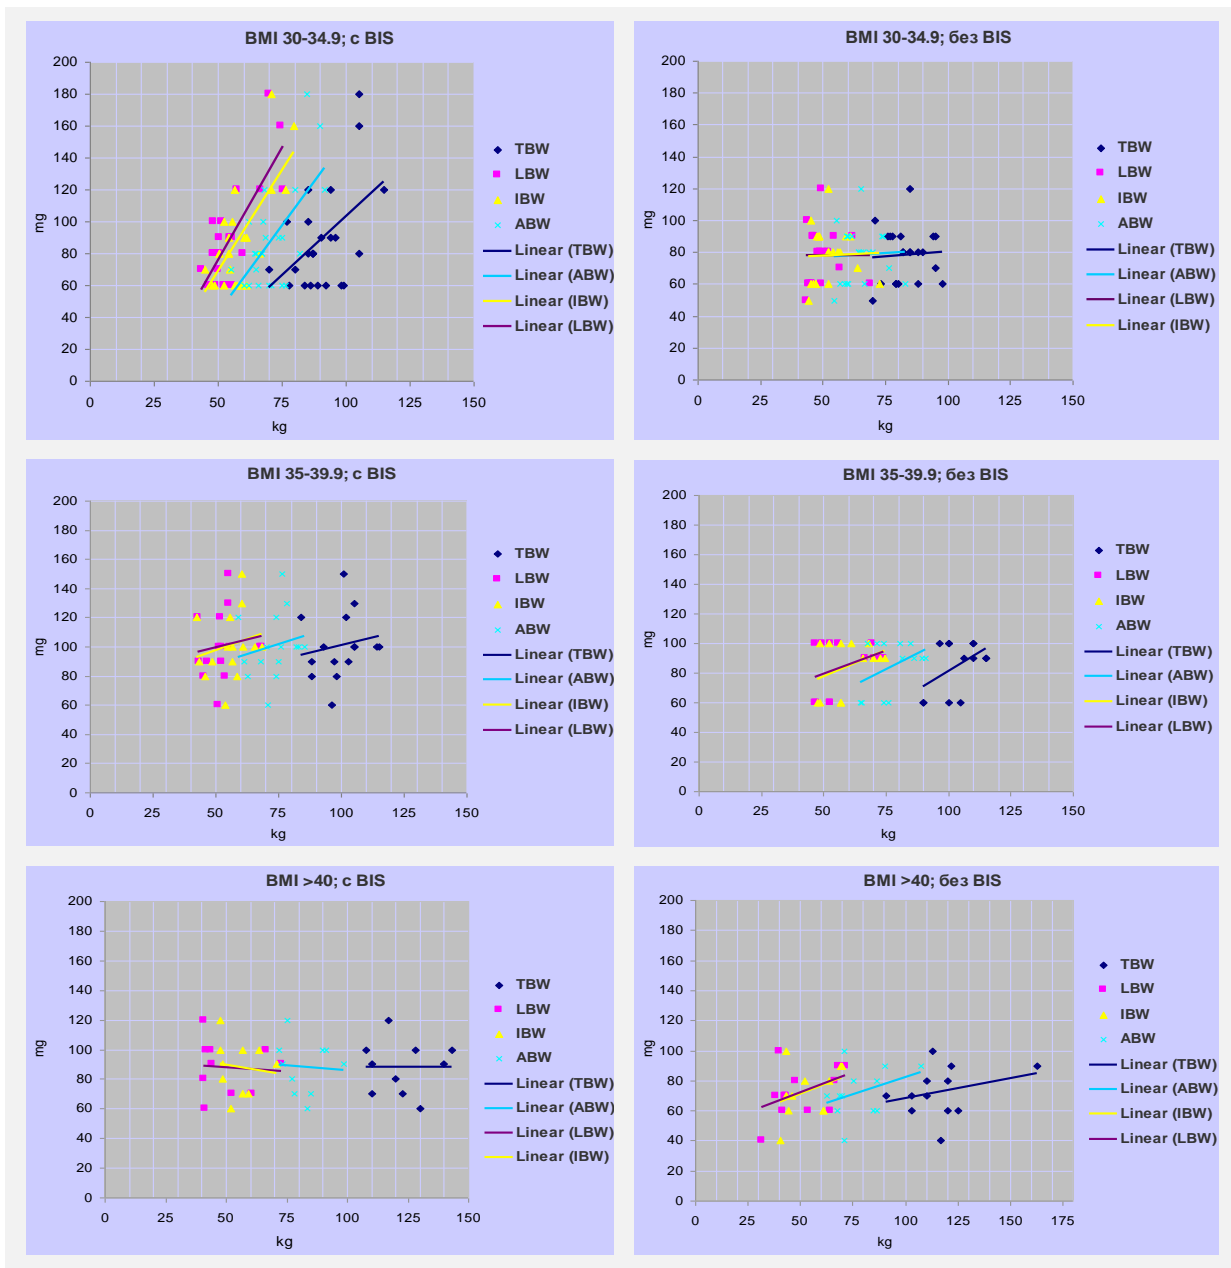 BMI 30-34.9; с BIS
200
180
160
140
120
100
80
60
40
20
0
mg
0 25 50 75 100 125 150
kg
TBW
LBW
IBW
ABW
Linear (TBW)
Linear (ABW)
Linear (IBW)
Linear (LBW)
BMI 30-34.9; без BIS
200
180
160
140
120
100
80
60
40
20
0
mg
0 25 50 75 100 125 150
kg
TBW
LBW
IBW
ABW
Linear (TBW)
Linear (ABW)
Linear (LBW)
Linear (IBW)
BMI 35-39.9; с BIS
200
180
160
140
120
100
80
60
40
20
0
mg
0 25 50 75 100 125 150
kg
TBW
LBW
IBW
ABW
Linear (TBW)
Linear (ABW)
Linear (IBW)
Linear (LBW)
BMI 35-39.9; без BIS
200
180
160
140
120
100
80
60
40
20
0
mg
0 25 50 75 100 125 150
kg
TBW
LBW
IBW
ABW
Linear (TBW)
Linear (ABW)
Linear (IBW)
Linear (LBW)
BMI >40; с BIS
200
180
160
140
120
100
80
60
40
20
0
mg
0 25 50 75 100 125 150
kg
TBW
LBW
IBW
ABW
Linear (TBW)
Linear (ABW)
Linear (LBW)
Linear (IBW)
BMI >40; без BIS
200
180
160
140
120
100
80
60
40
20
0
mg
0 25 50 75 100 125 150 175
kg
TBW
LBW
IBW
ABW
Linear (TBW)
Linear (ABW)
Linear (IBW)
Linear (LBW)